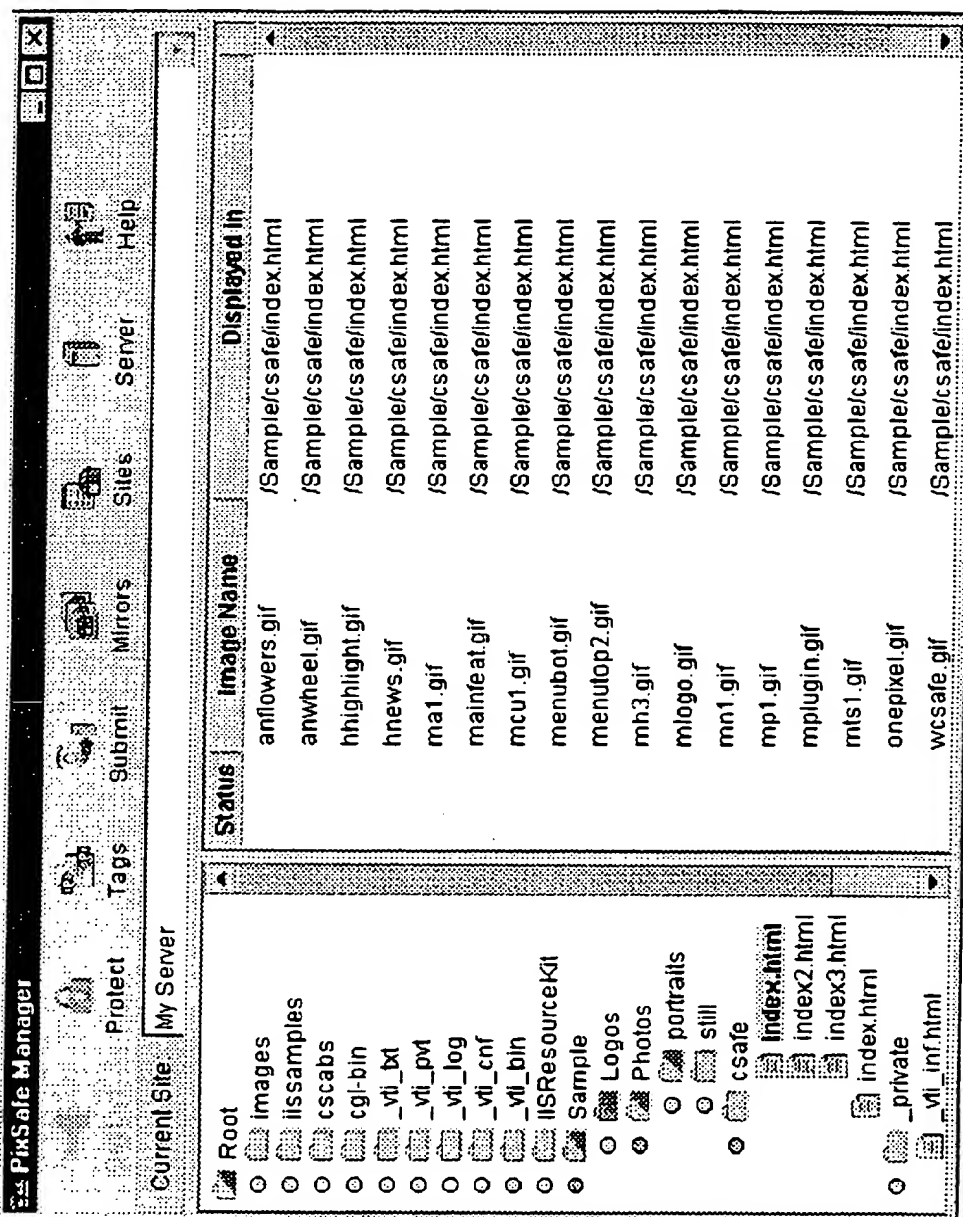 PixSafe Manager
Protect Tags Submit Mirrors Sites Server Help
Current Site: My Server
Root
images
iissamples
cscabs
cgi-bin
_vti_txt
_vti_pvt
_vti_log
_vti_cnf
_vti_bin
IISResourceKit
Sample
Logos
Photos
portraits
still
csafe
index.html
index2.html
index3.html
index.html
_private
_vti_inf.html
Status Image Name Displayed in
anflowers.gif /Sample/csafe/index.html
anwheel.gif /Sample/csafe/index.html
hhighlight.gif /Sample/csafe/index.html
hnews.gif /Sample/csafe/index.html
ma1.gif /Sample/csafe/index.html
mainfeat.gif /Sample/csafe/index.html
mcu1.gif /Sample/csafe/index.html
menubot.gif /Sample/csafe/index.html
menutop2.gif /Sample/csafe/index.html
mh3.gif /Sample/csafe/index.html
mlogo.gif /Sample/csafe/index.html
mn1.gif /Sample/csafe/index.html
mp1.gif /Sample/csafe/index.html
mplugin.gif /Sample/csafe/index.html
mts1.gif /Sample/csafe/index.html
onepixel.gif /Sample/csafe/index.html
wcsafe.gif /Sample/csafe/index.html